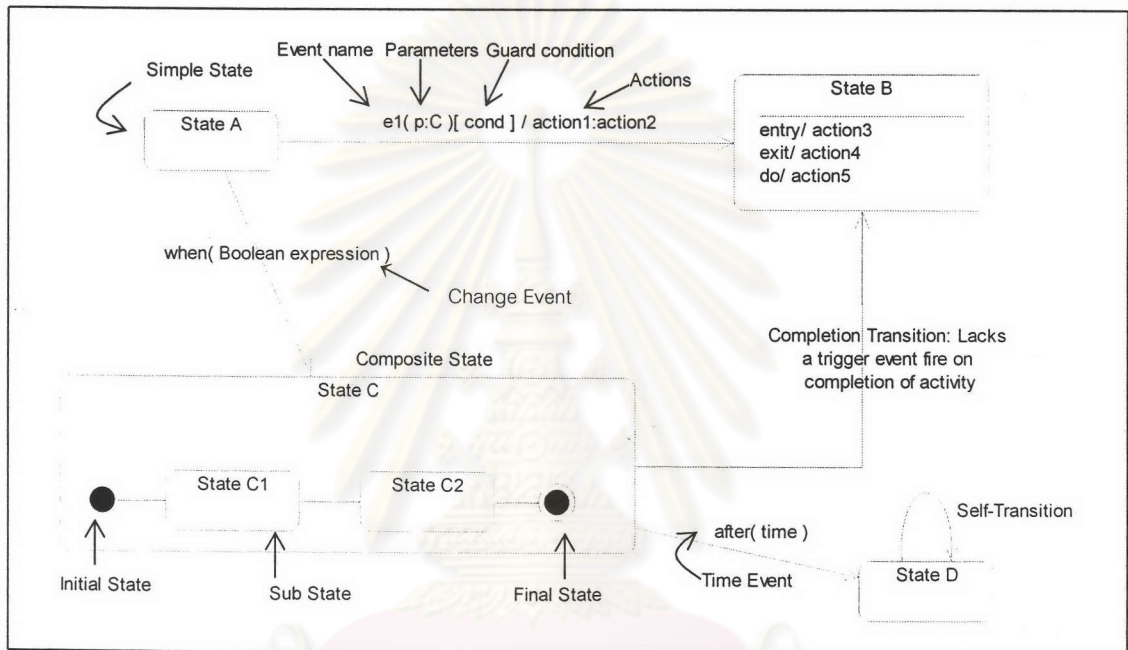 Event name Parameters Guard condition
Simple State
Actions
State A
e1( p:C )[ cond ] / action1:action2
State B
entry/ action3
exit/ action4
do/ action5
when( Boolean expression )
Change Event
Completion Transition: Lacks
a trigger event fire on
completion of activity
Composite State
State C
State C1
State C2
Self-Transition
after( time )
Initial State
Sub State
Final State
Time Event
State D